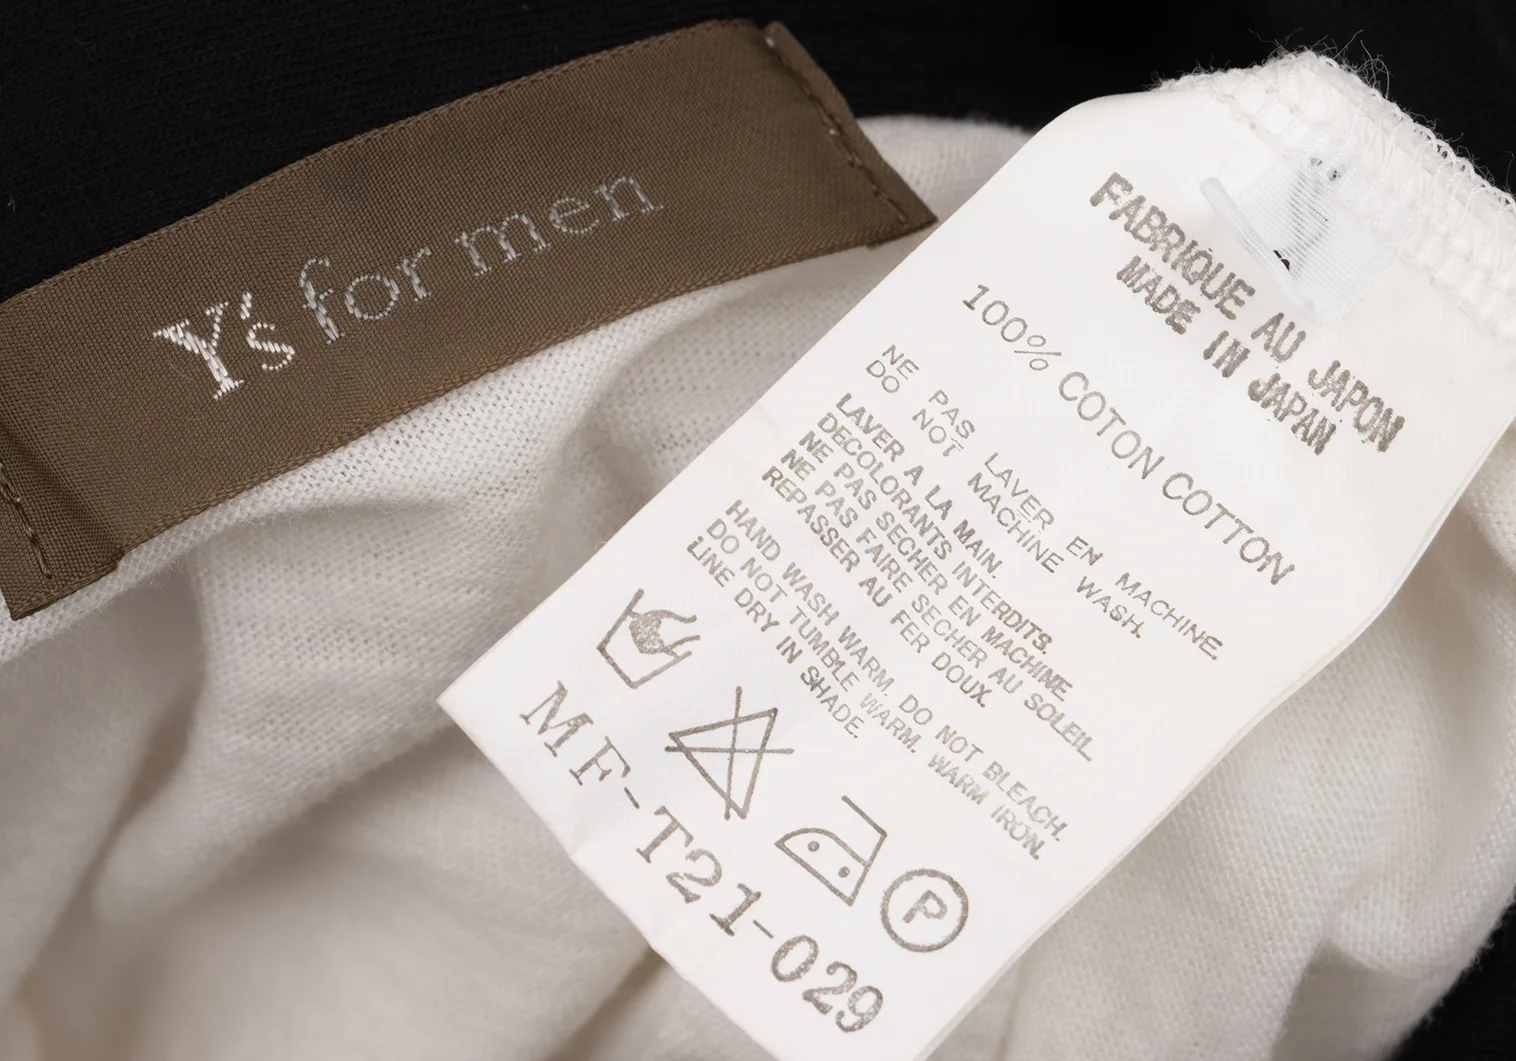 Y's for men
FABRIQUE AU JAPON
MADE IN JAPAN
100% COTON COTTON
NE PAS LAVER EN MACHINE.
DO NOT MACHINE WASH.
LAVER A LA MAIN.
DECOLORANTS INTERDITS.
NE PAS SECHER EN MACHINE.
NE PAS FAIRE SECHER AU SOLEIL.
REPASSER AU FER DOUX.
HAND WASH WARM. DO NOT BLEACH.
DO NOT TUMBLE WARM. WARM IRON.
LINE DRY IN SHADE.
P
MF-T21-029